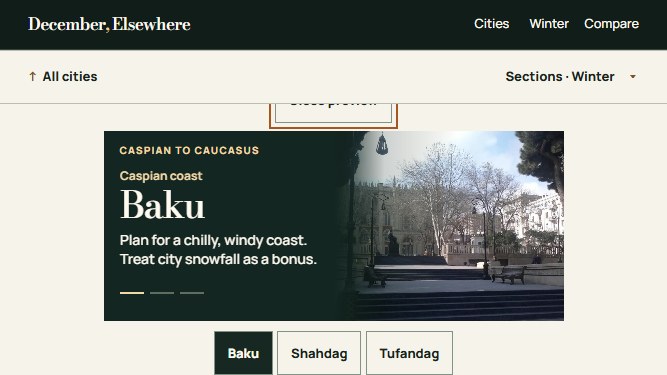 December, Elsewhere
Cities Winter Compare
↑ All cities
Sections · Winter
CASPIAN TO CAUCASUS
Caspian coast
Baku
Plan for a chilly, windy coast.
Treat city snowfall as a bonus.
Baku Shahdag Tufandag